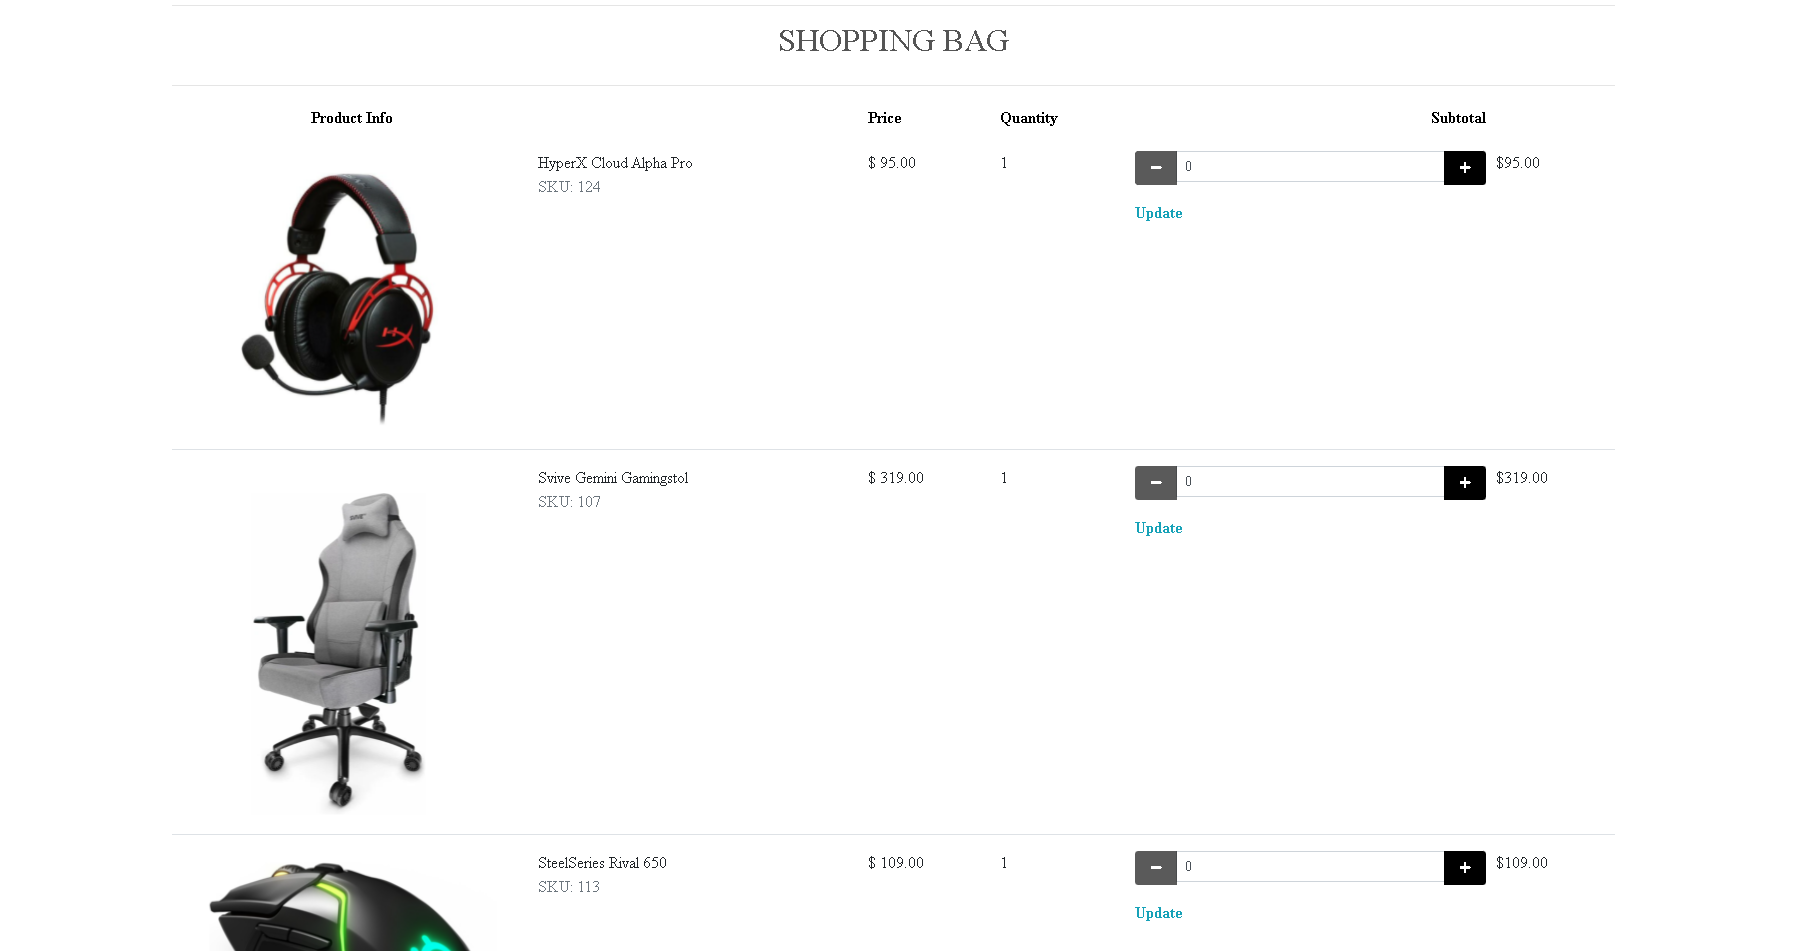 SHOPPING BAG
Product Info Price Quantity Subtotal
HyperX Cloud Alpha Pro $ 95.00 1 0 $95.00
SKU: 124
Update
HX
Svive Gemini Gamingstol $ 319.00 1 0 $319.00
SKU: 107
Update
SteelSeries Rival 650 $ 109.00 1 0 $109.00
SKU: 113
Update